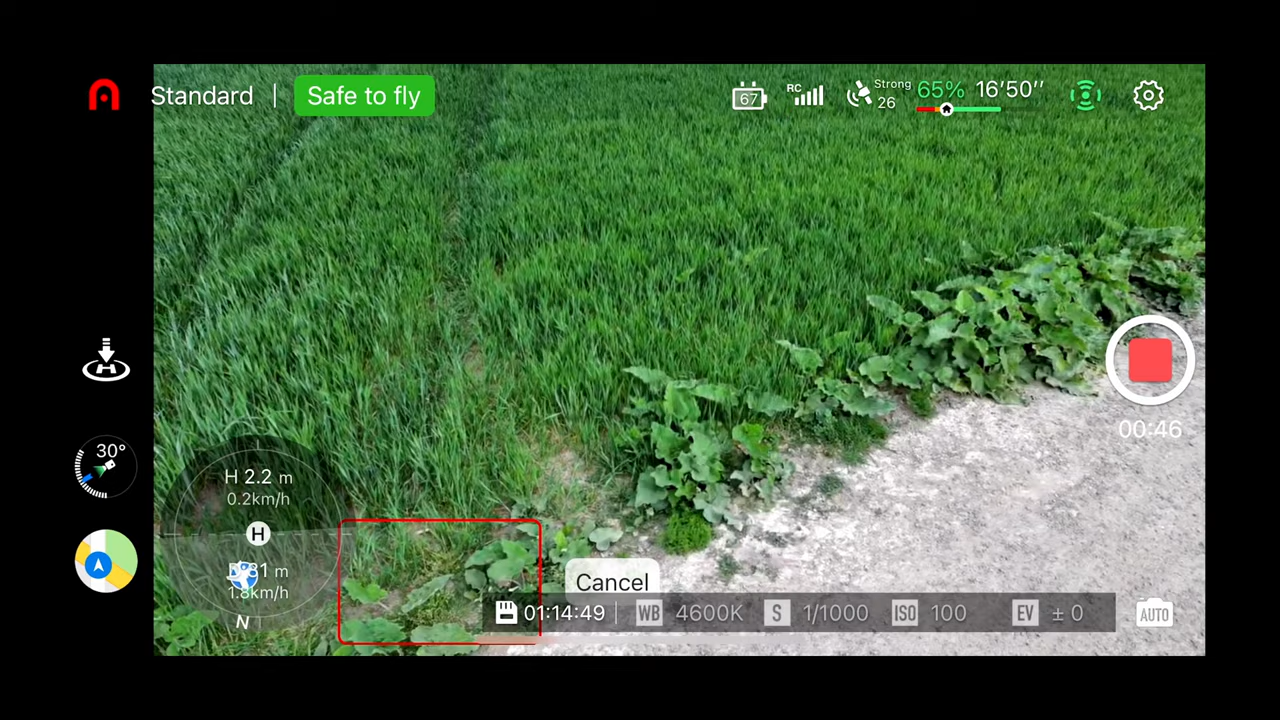 Standard | Safe to fly
67
RC
Strong
26
65% 16'50''
00:46
30°
H 2.2 m
0.2km/h
H
31 m
1.8km/h
N
Cancel
01:14:49 | WB 4600K S 1/1000 ISO 100 EV ± 0
AUTO